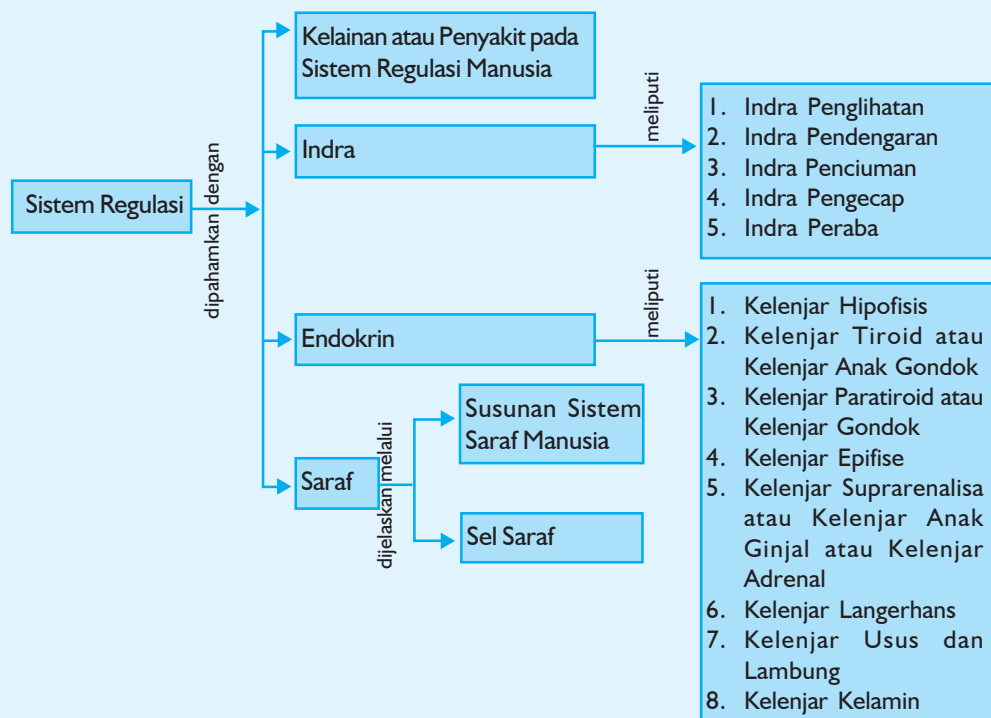 Kelainan atau Penyakit pada
Sistem Regulasi Manusia
Indra
meliputi
1. Indra Penglihatan
2. Indra Pendengaran
3. Indra Penciuman
4. Indra Pengecap
5. Indra Peraba
Sistem Regulasi
dipahamkan dengan
Endokrin
meliputi
1. Kelenjar Hipofisis
2. Kelenjar Tiroid atau
Kelenjar Anak Gondok
3. Kelenjar Paratiroid atau
Kelenjar Gondok
4. Kelenjar Epifise
5. Kelenjar Suprarenalisa
atau Kelenjar Anak
Ginjal atau Kelenjar
Adrenal
6. Kelenjar Langerhans
7. Kelenjar Usus dan
Lambung
8. Kelenjar Kelamin
Saraf
dijelaskan melalui
Susunan Sistem
Saraf Manusia
Sel Saraf